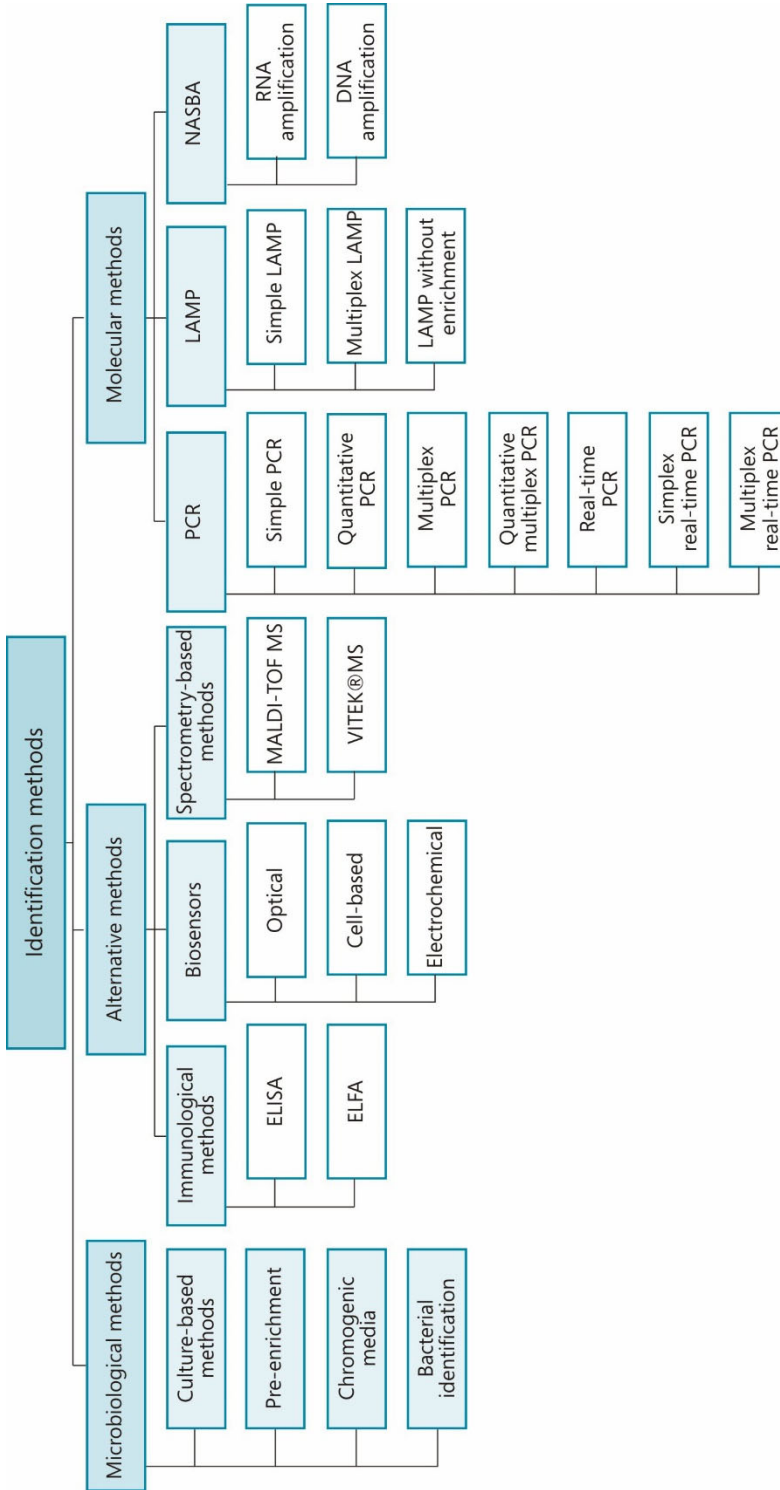 Identification methods
Microbiological methods
Culture-based
methods
Pre-enrichment
Chromogenic
media
Bacterial
identification
Alternative methods
Immunological
methods
ELISA
ELFA
Biosensors
Optical
Cell-based
Electrochemical
Spectrometry-based
methods
MALDI-TOF MS
VITEK®MS
Molecular methods
PCR
Simple PCR
Quantitative
PCR
Multiplex
PCR
Quantitative
multiplex PCR
Real-time
PCR
Simplex
real-time PCR
Multiplex
real-time PCR
LAMP
Simple LAMP
Multiplex LAMP
LAMP without
enrichment
NASBA
RNA
amplification
DNA
amplification